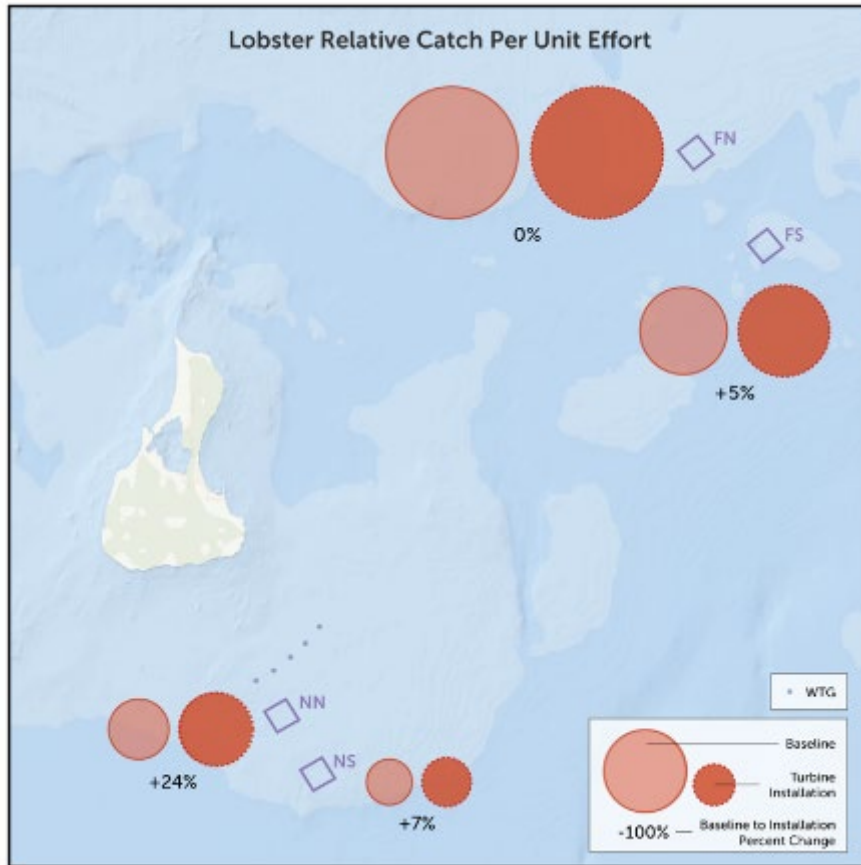 Lobster Relative Catch Per Unit Effort
FN
0%
FS
+5%
NN
+24%
NS
+7%
WTG
Baseline
Turbine
Installation
-100%
Baseline to Installation
Percent Change